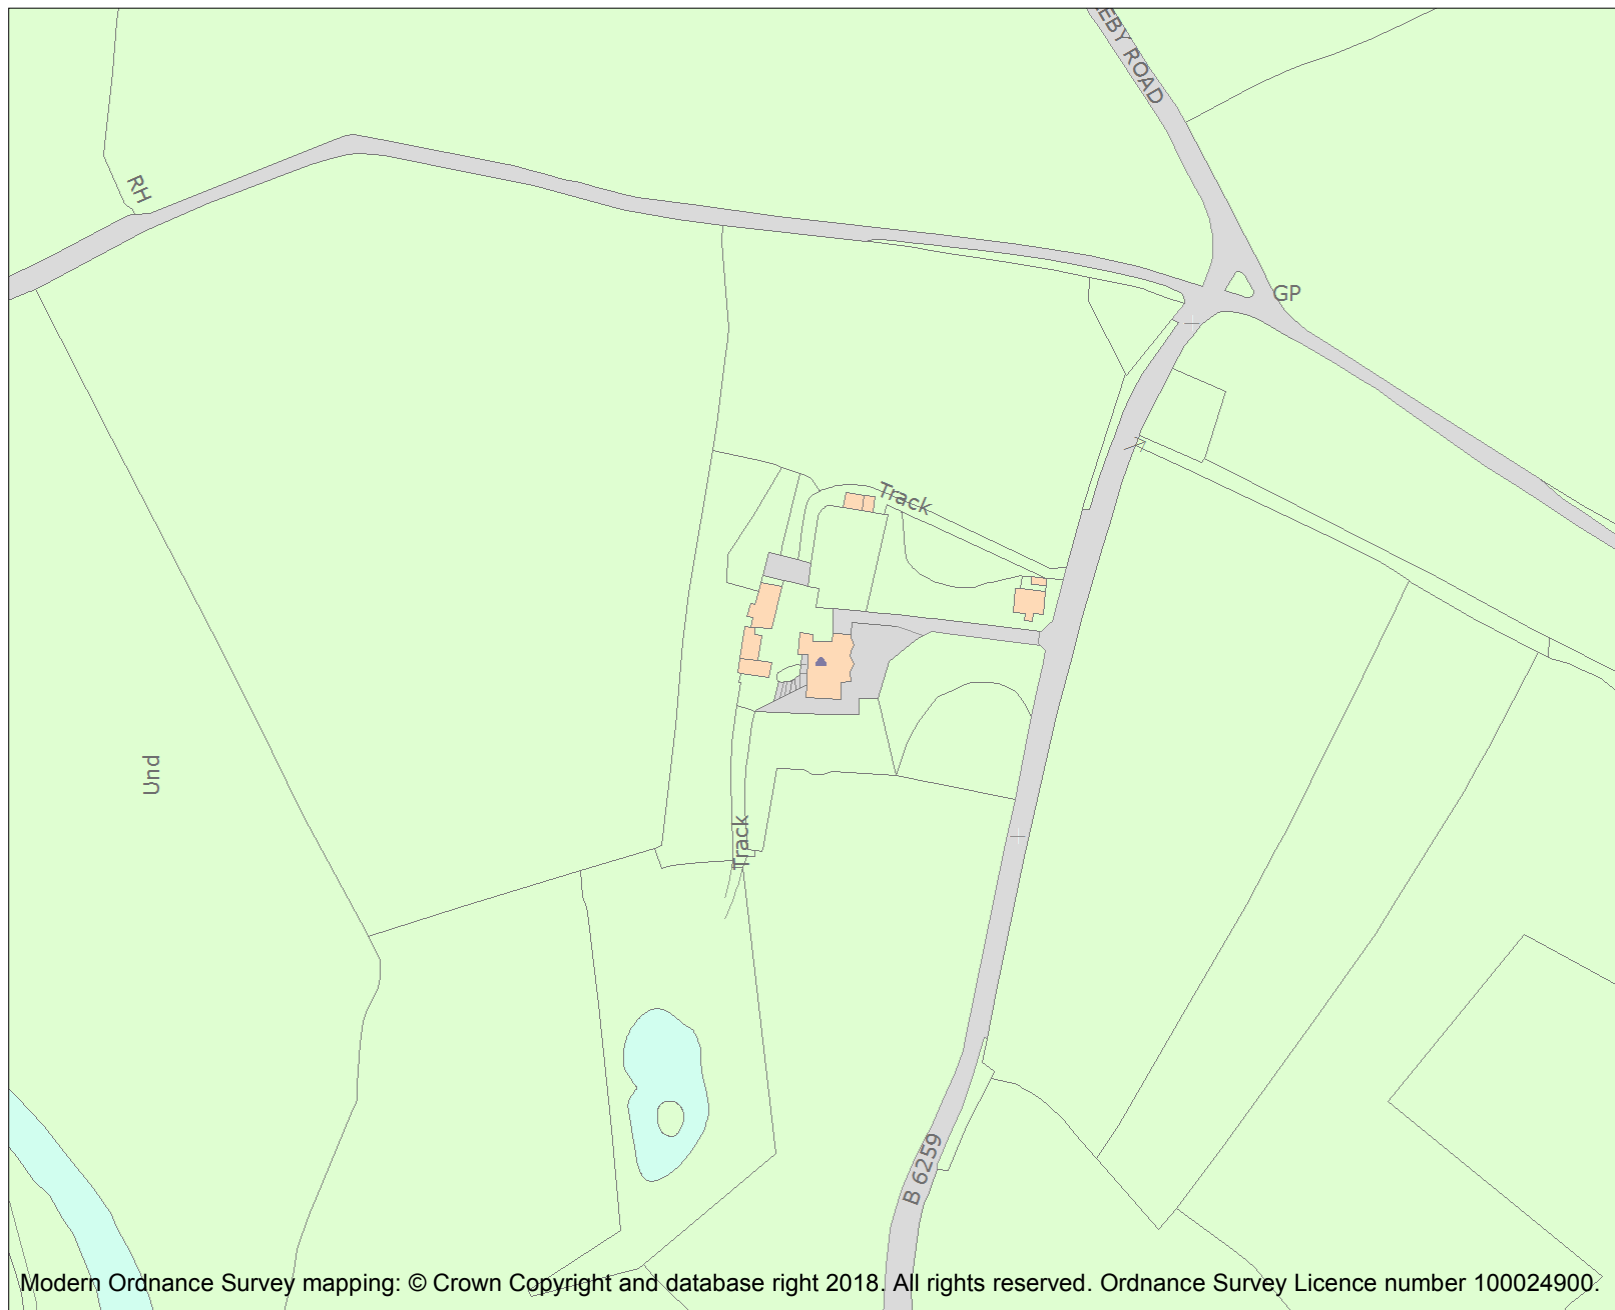 EBY ROAD
RH
GP
Track
Und
Track
B 6259
Modern Ordnance Survey mapping: © Crown Copyright and database right 2018. All rights reserved. Ordnance Survey Licence number 100024900.